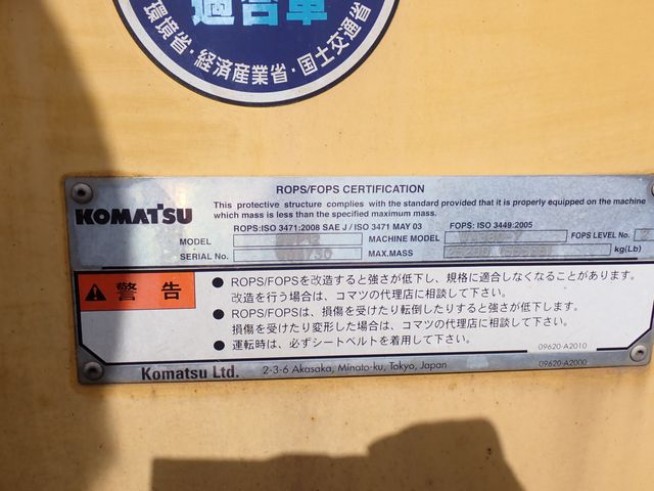 適合車
環境省・経済産業省・国土交通省
ROPS/FOPS CERTIFICATION
KOMATSU
This protective structure complies with the standard provided that it is properly equipped on the machine
which mass is less than the specified maximum mass.
ROPS:ISO 3471:2008 SAE J / ISO 3471 MAY 03 FOPS: ISO 3449:2005
MODEL MACHINE MODEL FOPS LEVEL No.
SERIAL No. MAX.MASS kg(Lb)
警告
● ROPS/FOPSを改造すると強さが低下し、規格に適合しなくなることがあります。
改造を行う場合は、コマツの代理店に相談して下さい。
● ROPS/FOPSは、損傷を受けたり転倒したりすると強さが低下します。
損傷を受けたり変形した場合は、コマツの代理店に相談して下さい。
● 運転時は、必ずシートベルトを着用して下さい。
09620-A2010
Komatsu Ltd. 2-3-6 Akasaka, Minato-ku, Tokyo, Japan 09620-A2000